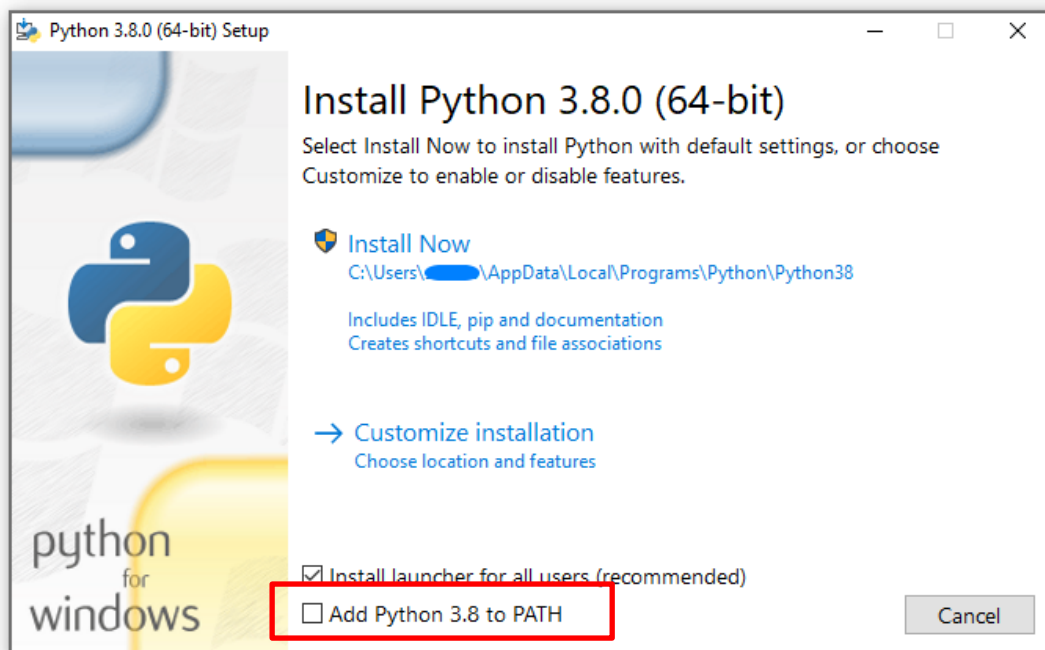 Python 3.8.0 (64-bit) Setup
Install Python 3.8.0 (64-bit)
Select Install Now to install Python with default settings, or choose
Customize to enable or disable features.
Install Now
C:\Users\ \AppData\Local\Programs\Python\Python38
Includes IDLE, pip and documentation
Creates shortcuts and file associations
Customize installation
Choose location and features
python
for
windows
Install launcher for all users (recommended)
Add Python 3.8 to PATH
Cancel